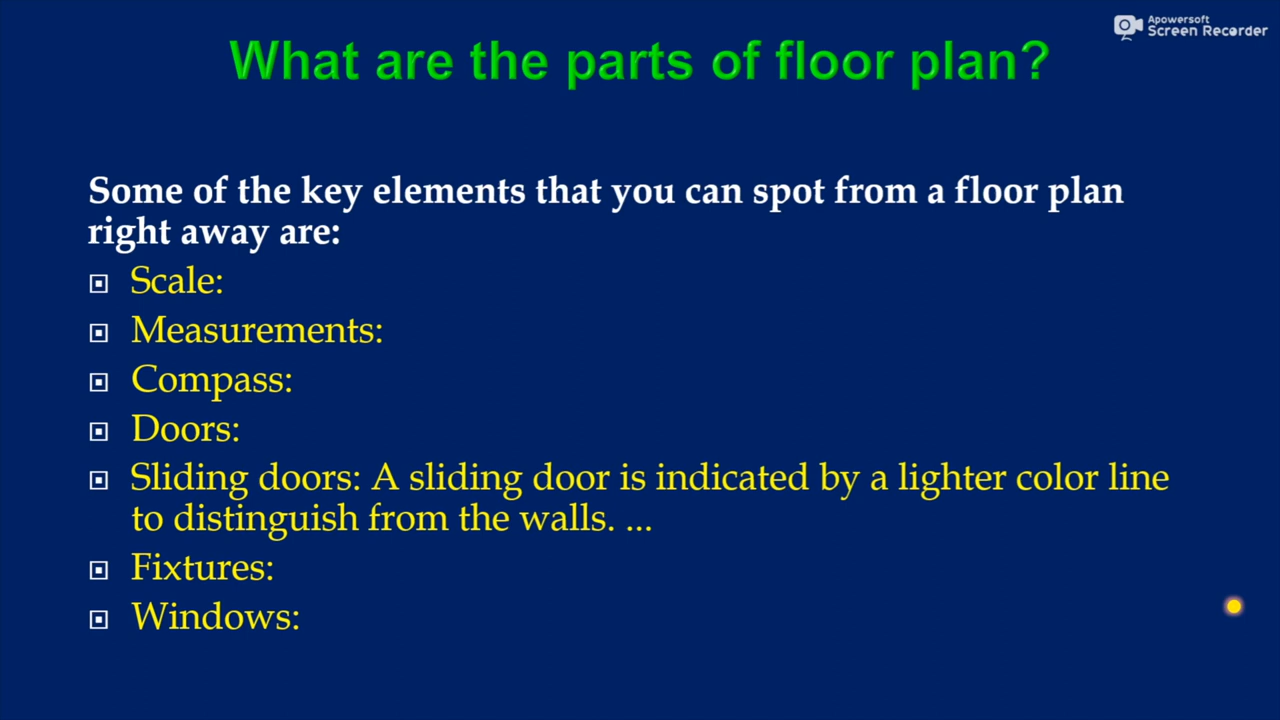 Apowersoft
Screen Recorder
What are the parts of floor plan?
Some of the key elements that you can spot from a floor plan
right away are:
Scale:
Measurements:
Compass:
Doors:
Sliding doors: A sliding door is indicated by a lighter color line
to distinguish from the walls. ...
Fixtures:
Windows: